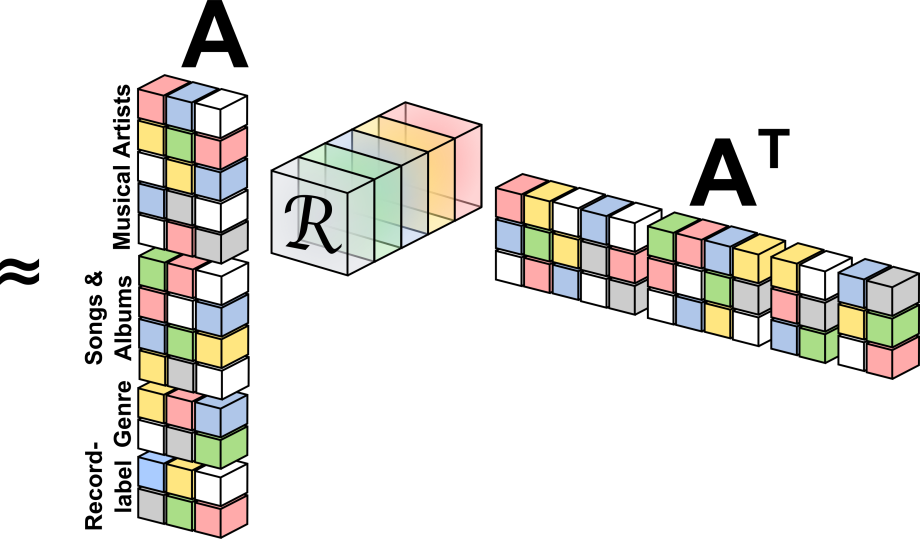 A
≈
Musical Artists
Songs &
Albums
Genre
Record-
label
ℛ
Aᵀ